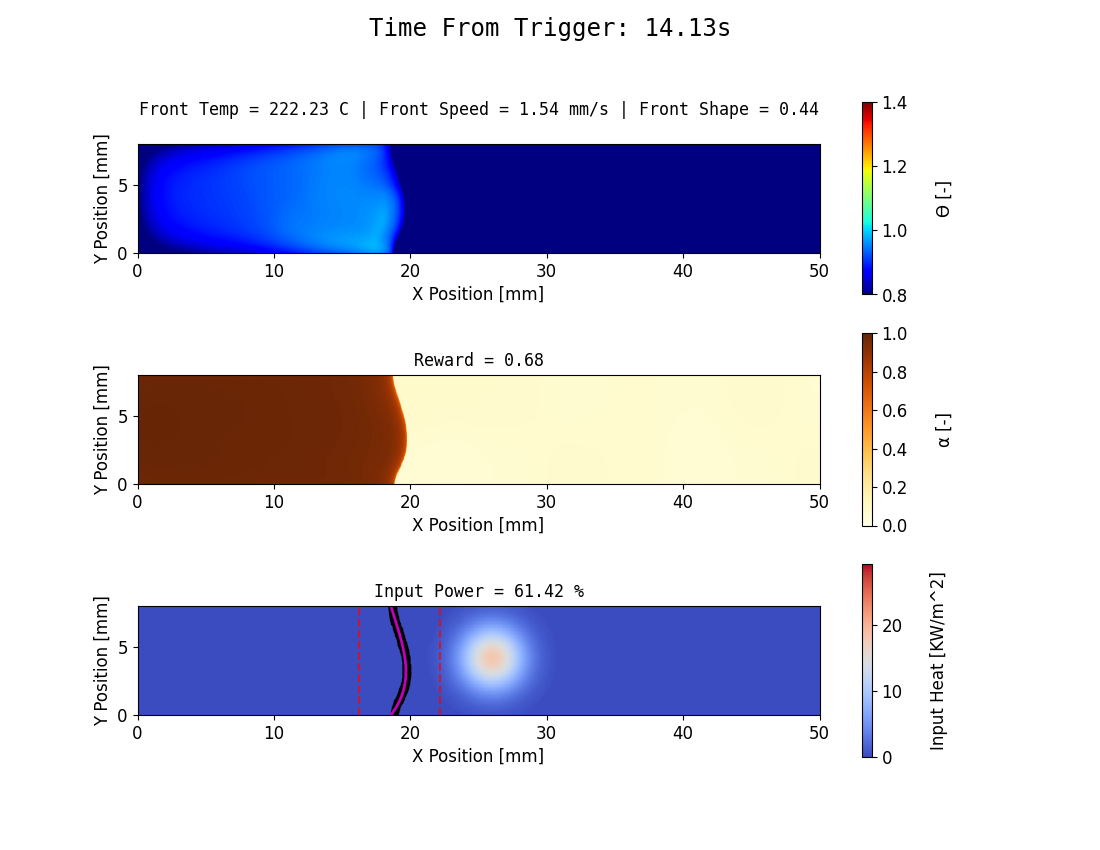 Time From Trigger: 14.13s
Front Temp = 222.23 C | Front Speed = 1.54 mm/s | Front Shape = 0.44
Y Position [mm]
5
0
0 10 20 30 40 50
X Position [mm]
1.4
1.2
1.0
0.8
Θ [-]
Reward = 0.68
Y Position [mm]
5
0
0 10 20 30 40 50
X Position [mm]
1.0
0.8
0.6
0.4
0.2
0.0
α [-]
Input Power = 61.42 %
Y Position [mm]
5
0
0 10 20 30 40 50
X Position [mm]
20
10
0
Input Heat [KW/m^2]